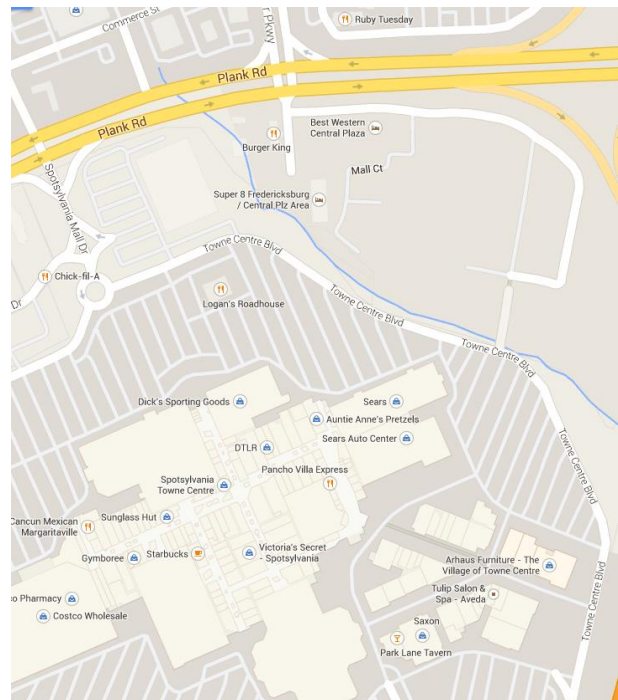 Commerce St
Ruby Tuesday
r Pkwy
Plank Rd
Plank Rd
Best Western
Central Plaza
Burger King
Mall Ct
Spotsylvania Mall Dr
Super 8 Fredericksburg
/ Central Plz Area
Towne Centre Blvd
Chick-fil-A
Dr
Logan's Roadhouse
Towne Centre Blvd
Towne Centre Blvd
Dick's Sporting Goods
Sears
Auntie Anne's Pretzels
Sears Auto Center
DTLR
Towne Centre Blvd
Pancho Villa Express
Spotsylvania
Towne Centre
Sunglass Hut
Cancun Mexican
Margaritaville
Gymboree
Starbucks
Victoria's Secret -
Spotsylvania
Arhaus Furniture - The
Village of Towne Centre
Tulip Salon &
Spa - Aveda
co Pharmacy
Costco Wholesale
Saxon
Park Lane Tavern
Towne Centre Blvd